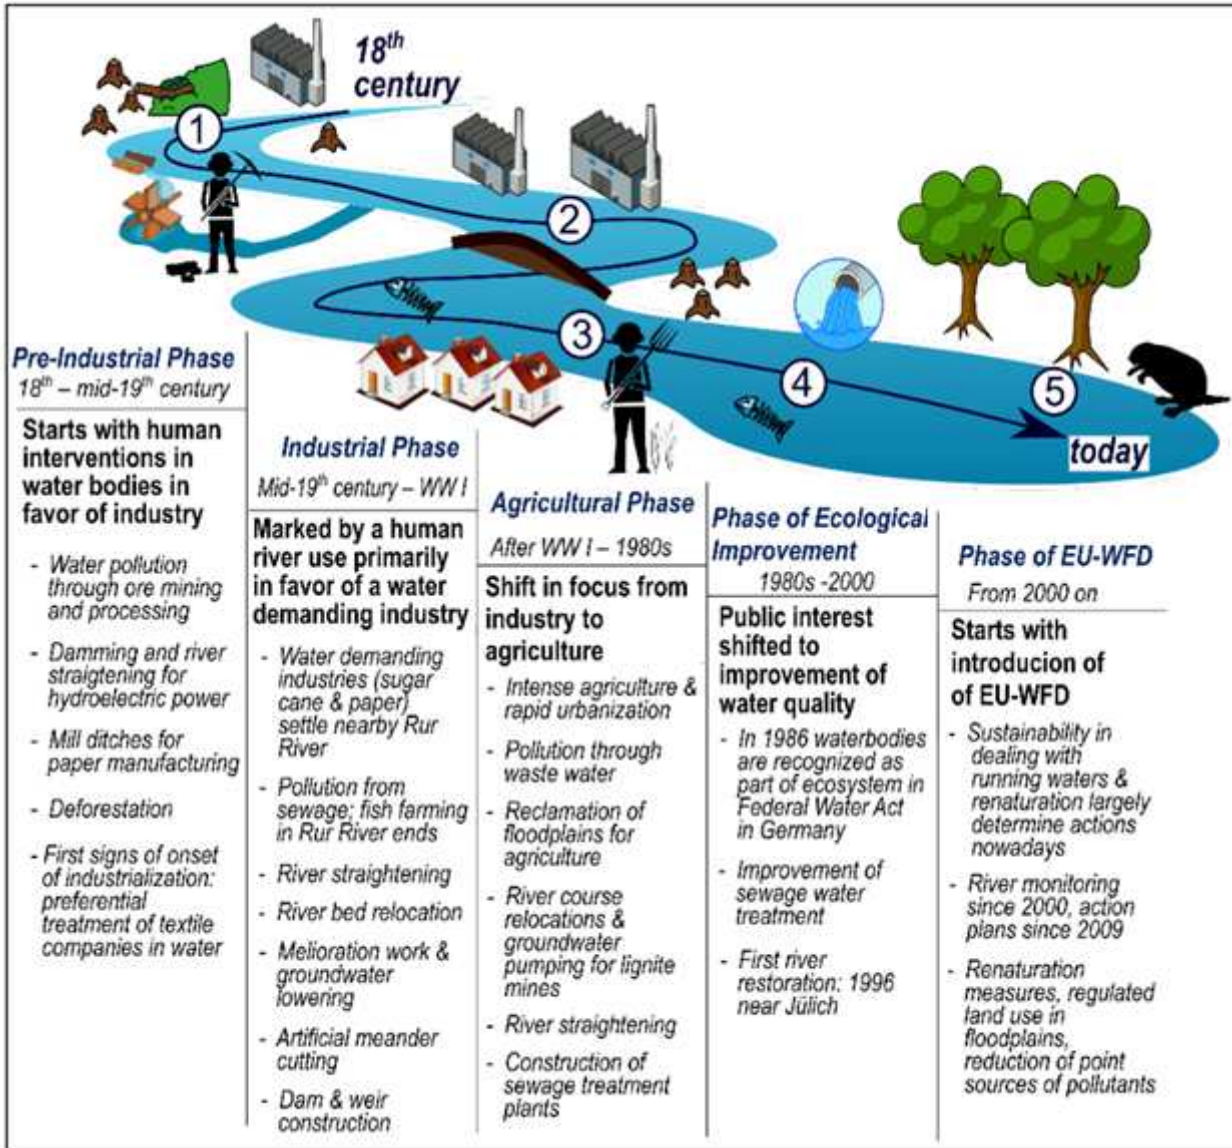 18th
century
1
2
3
4
5
today
Pre-Industrial Phase
18th – mid-19th century
Starts with human
interventions in
water bodies in
favor of industry
- Water pollution
through ore mining
and processing
- Damming and river
straigtening for
hydroelectric power
- Mill ditches for
paper manufacturing
- Deforestation
- First signs of onset
of industrialization:
preferential
treatment of textile
companies in water
Industrial Phase
Mid-19th century – WW I
Marked by a human
river use primarily
in favor of a water
demanding industry
- Water demanding
industries (sugar
cane & paper)
settle nearby Rur
River
- Pollution from
sewage; fish farming
in Rur River ends
- River straightening
- River bed relocation
- Melioration work &
groundwater
lowering
- Artificial meander
cutting
- Dam & weir
construction
Agricultural Phase
After WW I – 1980s
Shift in focus from
industry to
agriculture
- Intense agriculture &
rapid urbanization
- Pollution through
waste water
- Reclamation of
floodplains for
agriculture
- River course
relocations &
groundwater
pumping for lignite
mines
- River straightening
- Construction of
sewage treatment
plants
Phase of Ecological
Improvement
1980s -2000
Public interest
shifted to
improvement of
water quality
- In 1986 waterbodies
are recognized as
part of ecosystem in
Federal Water Act
in Germany
- Improvement of
sewage water
treatment
- First river
restoration: 1996
near Jülich
Phase of EU-WFD
From 2000 on
Starts with
introducion of
of EU-WFD
- Sustainability in
dealing with
running waters &
renaturation largely
determine actions
nowadays
- River monitoring
since 2000, action
plans since 2009
- Renaturation
measures, regulated
land use in
floodplains,
reduction of point
sources of pollutants